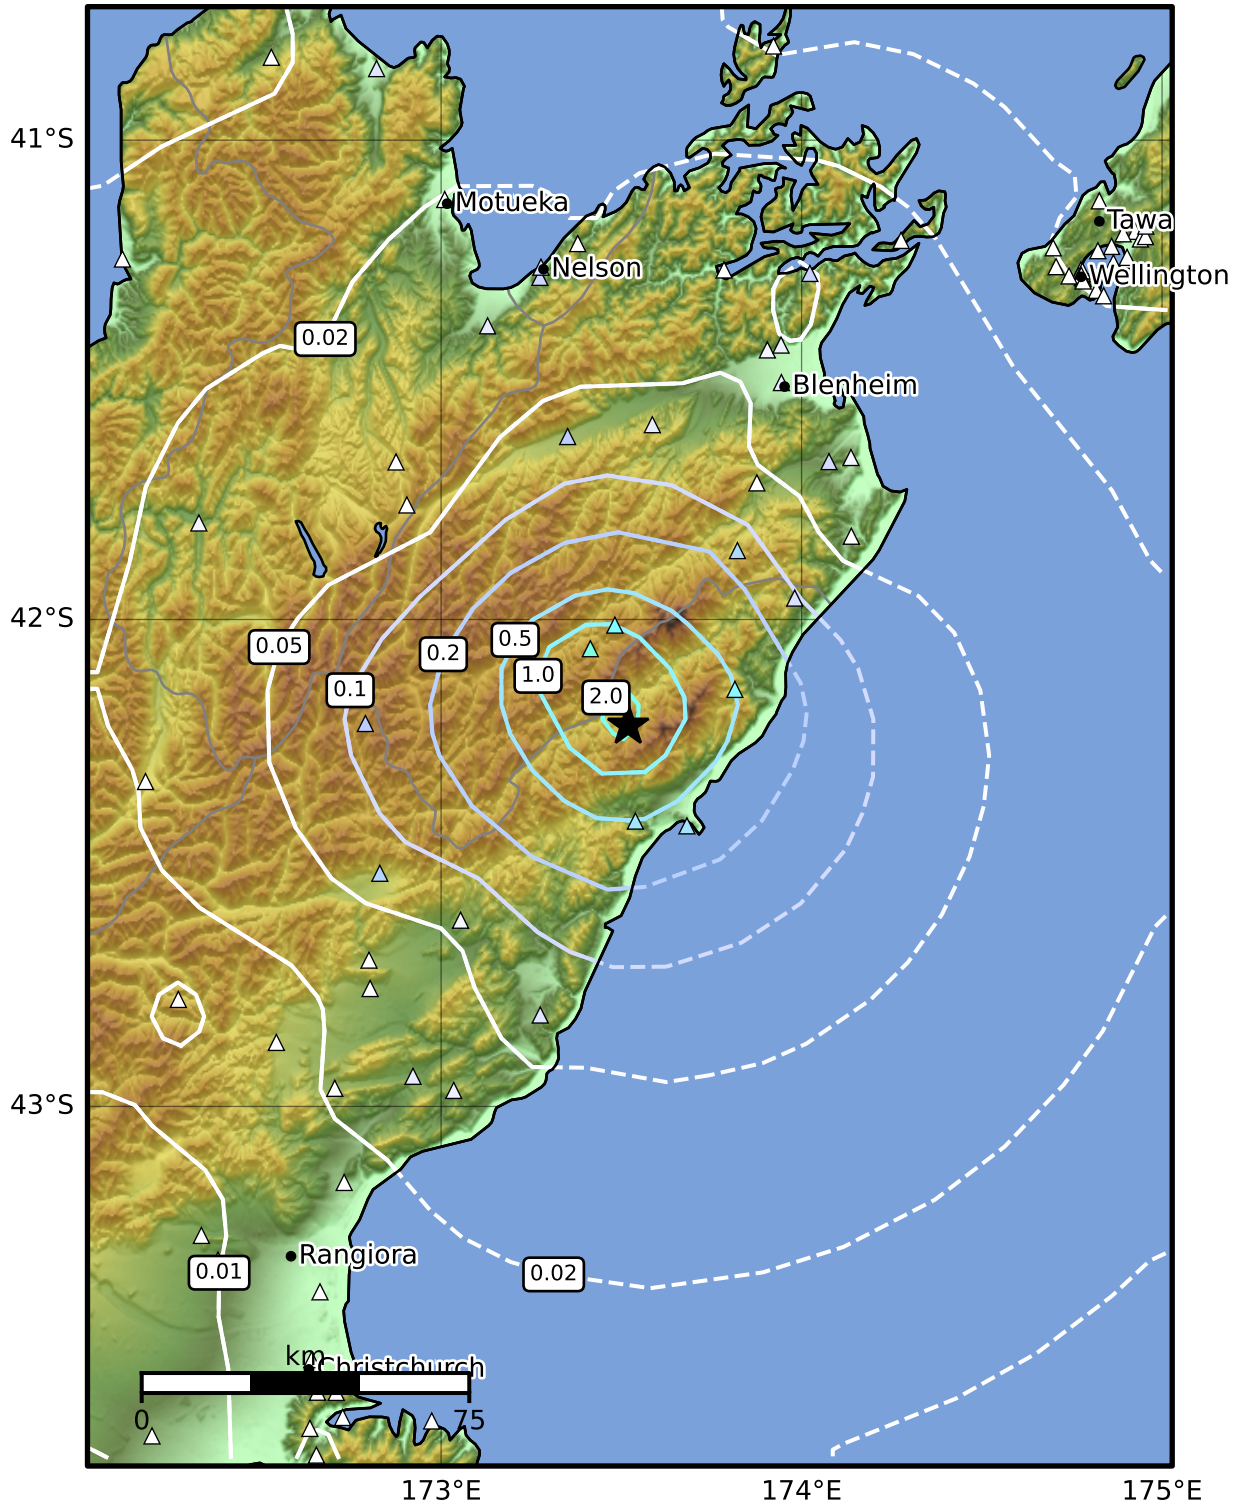 41°S
Motueka
Tawa
Nelson
Wellington
0.02
Blenheim
42°S
0.05
0.5
0.2
1.0
0.1
2.0
43°S
Rangiora
0.01
0.02
km
Christchurch
0
75
173°E
174°E
175°E